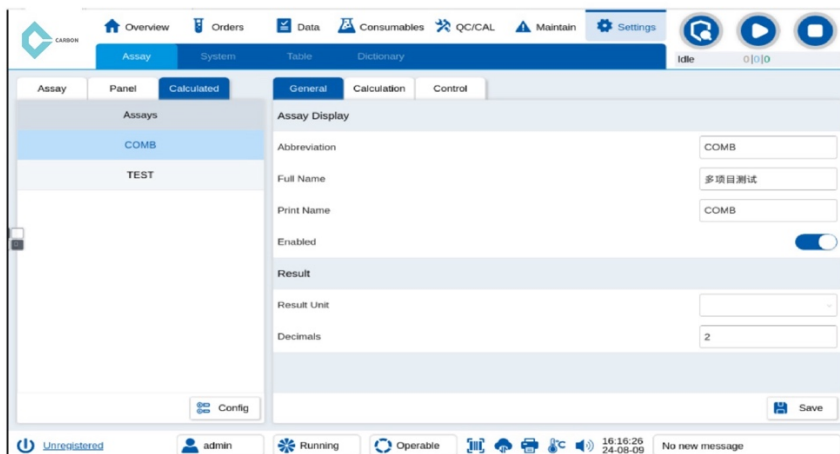 CARBON
Overview Orders Data Consumables QC/CAL Maintain Settings
Assay System Table Dictionary
Idle 0|0|0
Assay Panel Calculated
General Calculation Control
Assays
COMB
TEST
Config
Assay Display
Abbreviation COMB
Full Name 多项目测试
Print Name COMB
Enabled
Result
Result Unit
Decimals 2
Save
Unregistered admin Running Operable °C 16:16:26 No new message
24-08-09